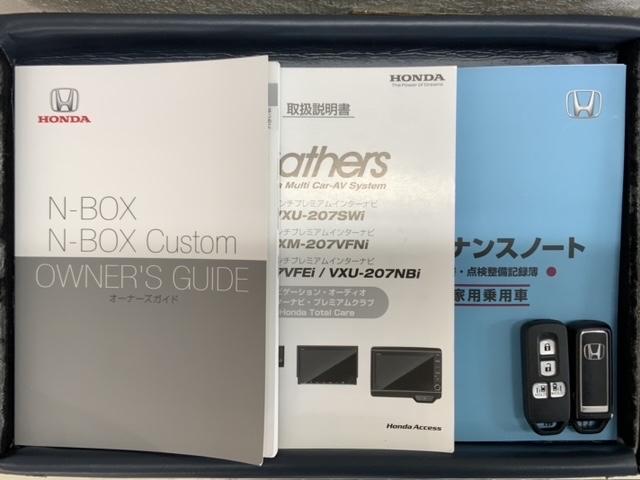 HONDA
N-BOX
N-BOX Custom
OWNER'S GUIDE
オーナーズガイド
HONDA
The Power of Dreams
取扱説明書
athers
Multi Car-AV System
ンチプレミアムインターナビ
VXU-207SWi
ンチプレミアムインターナビ
XM-207VFNi
ンチプレミアムインターナビ
7VFEi / VXU-207NBi
ビゲーション・オーディオ
ターナビ・プレミアムクラブ
Honda Total Care
Honda Access
ナンスノート
・点検整備記録簿
家用乗用車